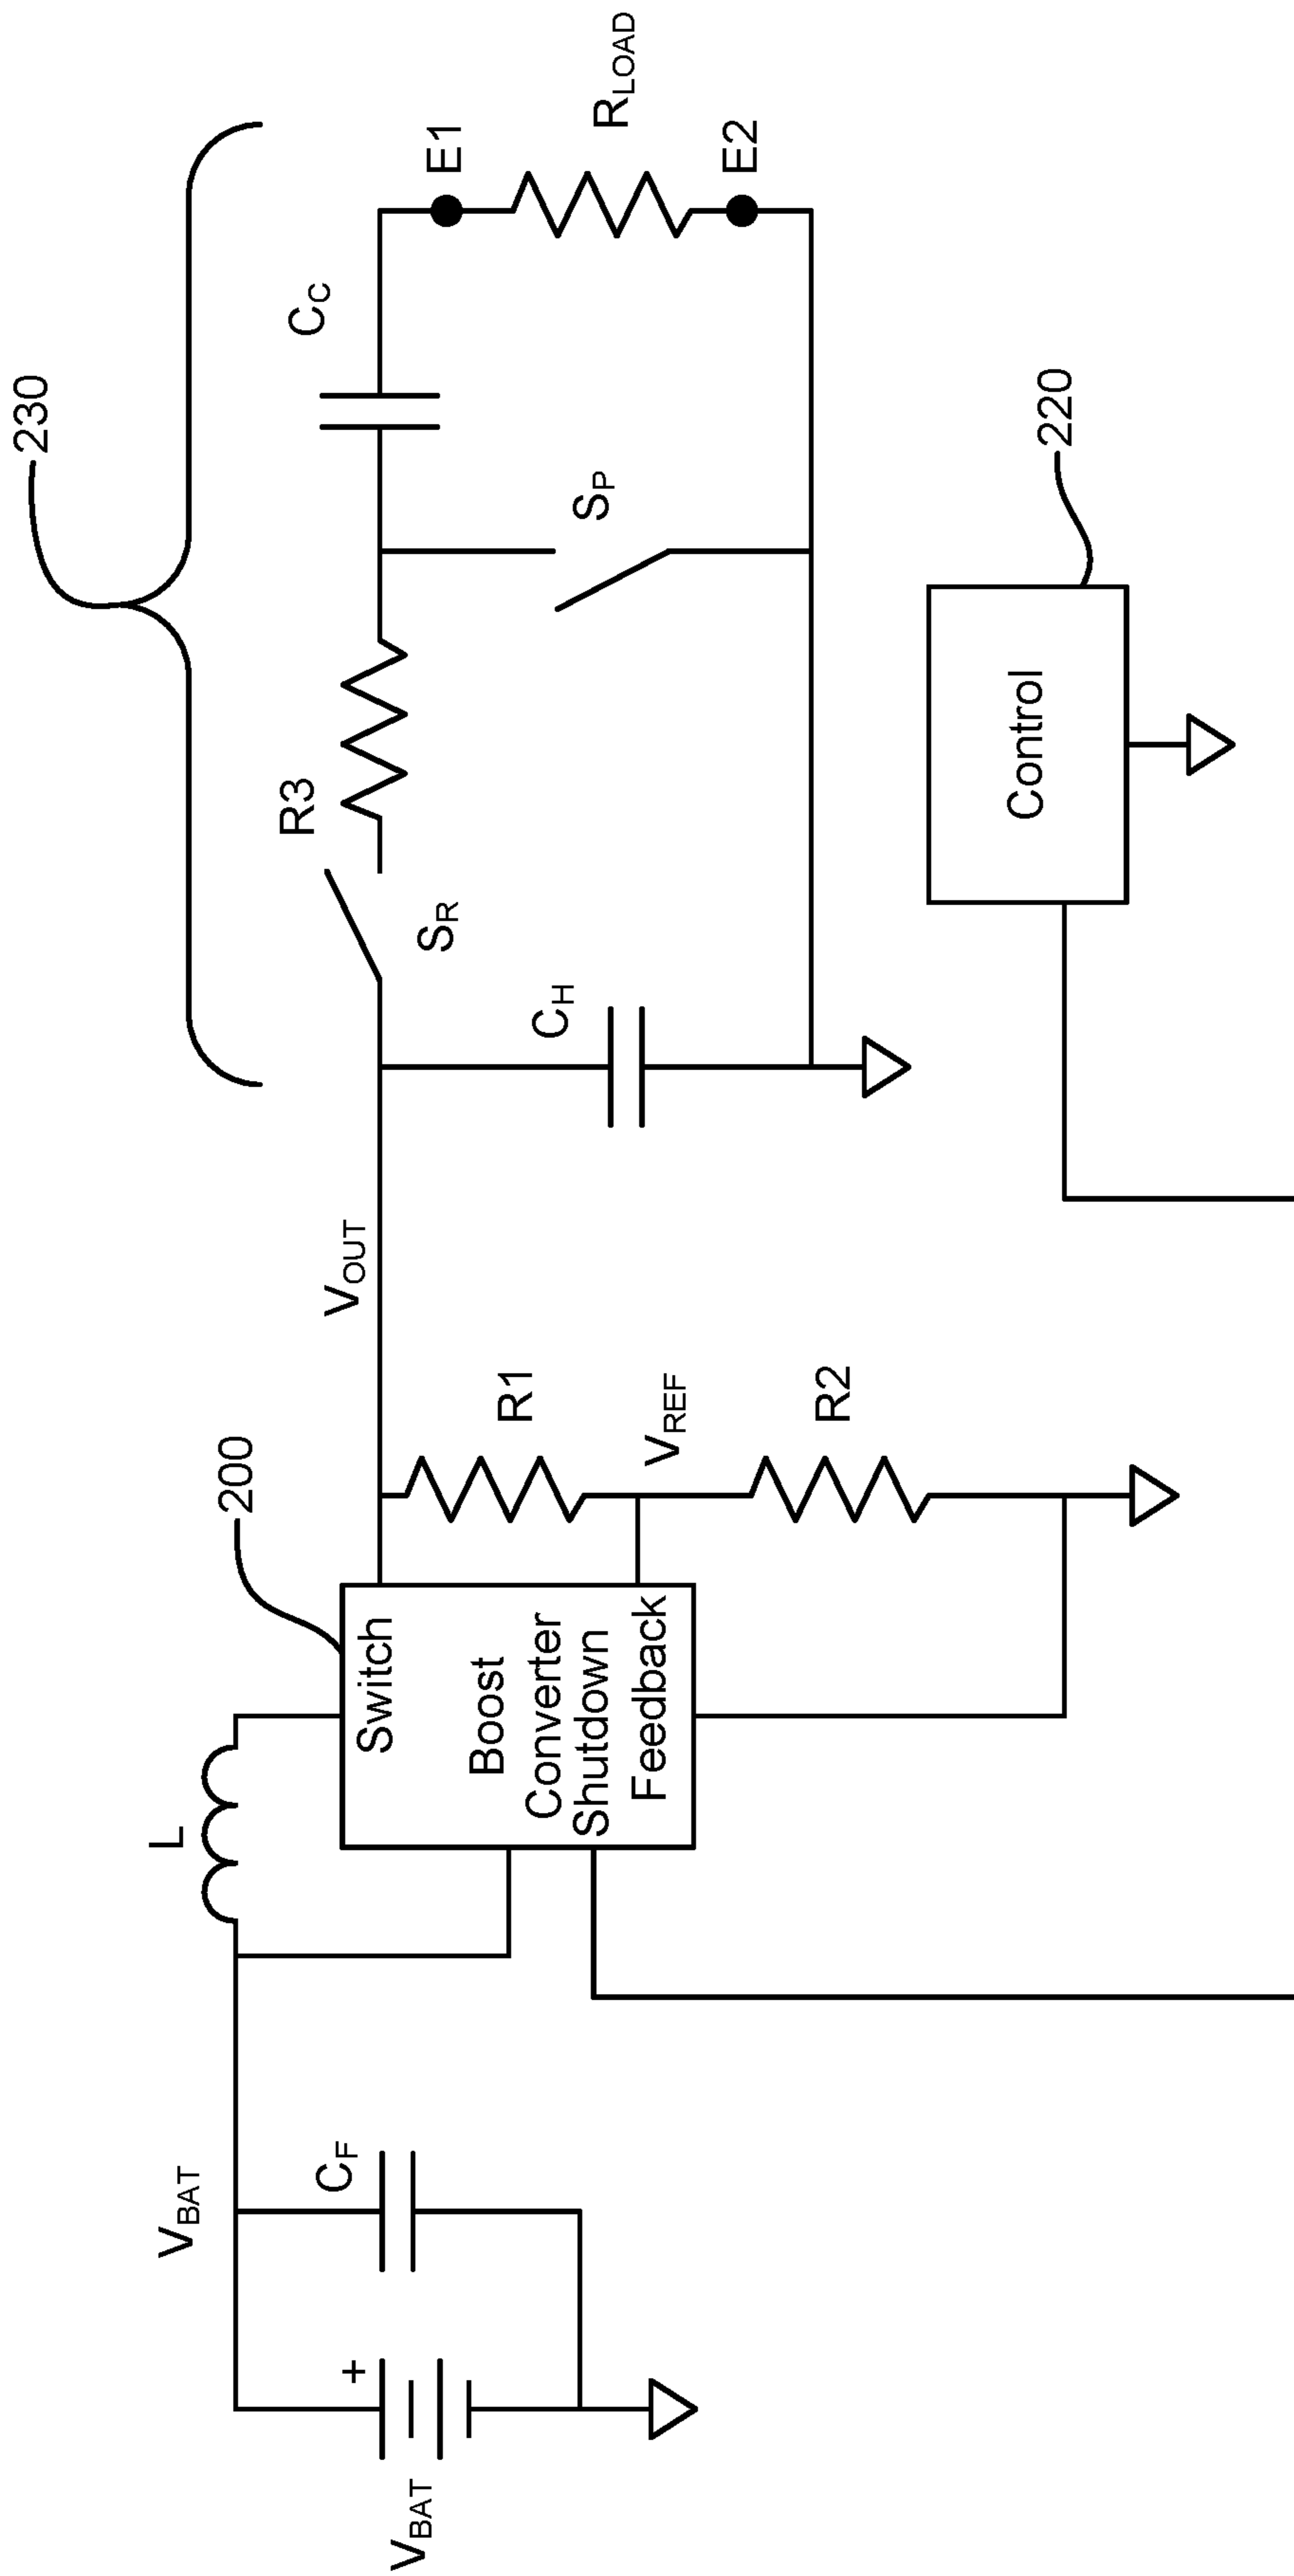 230
200
L
V_BAT
V_BAT
+
C_F
Switch
Boost
Converter
Shutdown
Feedback
V_OUT
R1
V_REF
R2
C_H
S_R
R3
S_P
C_C
E1
R_LOAD
E2
Control
220